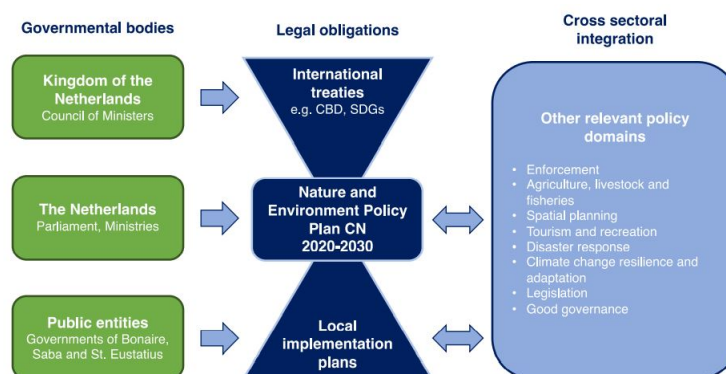 Governmental bodies
Legal obligations
Cross sectoral
integration
Kingdom of the
Netherlands
Council of Ministers
International
treaties
e.g. CBD, SDGs
The Netherlands
Parliament, Ministries
Nature and
Environment Policy
Plan CN
2020-2030
Public entities
Governments of Bonaire,
Saba and St. Eustatius
Local
implementation
plans
Other relevant policy
domains
• Enforcement
• Agriculture, livestock and
fisheries
• Spatial planning
• Tourism and recreation
• Disaster response
• Climate change resilience and
adaptation
• Legislation
• Good governance